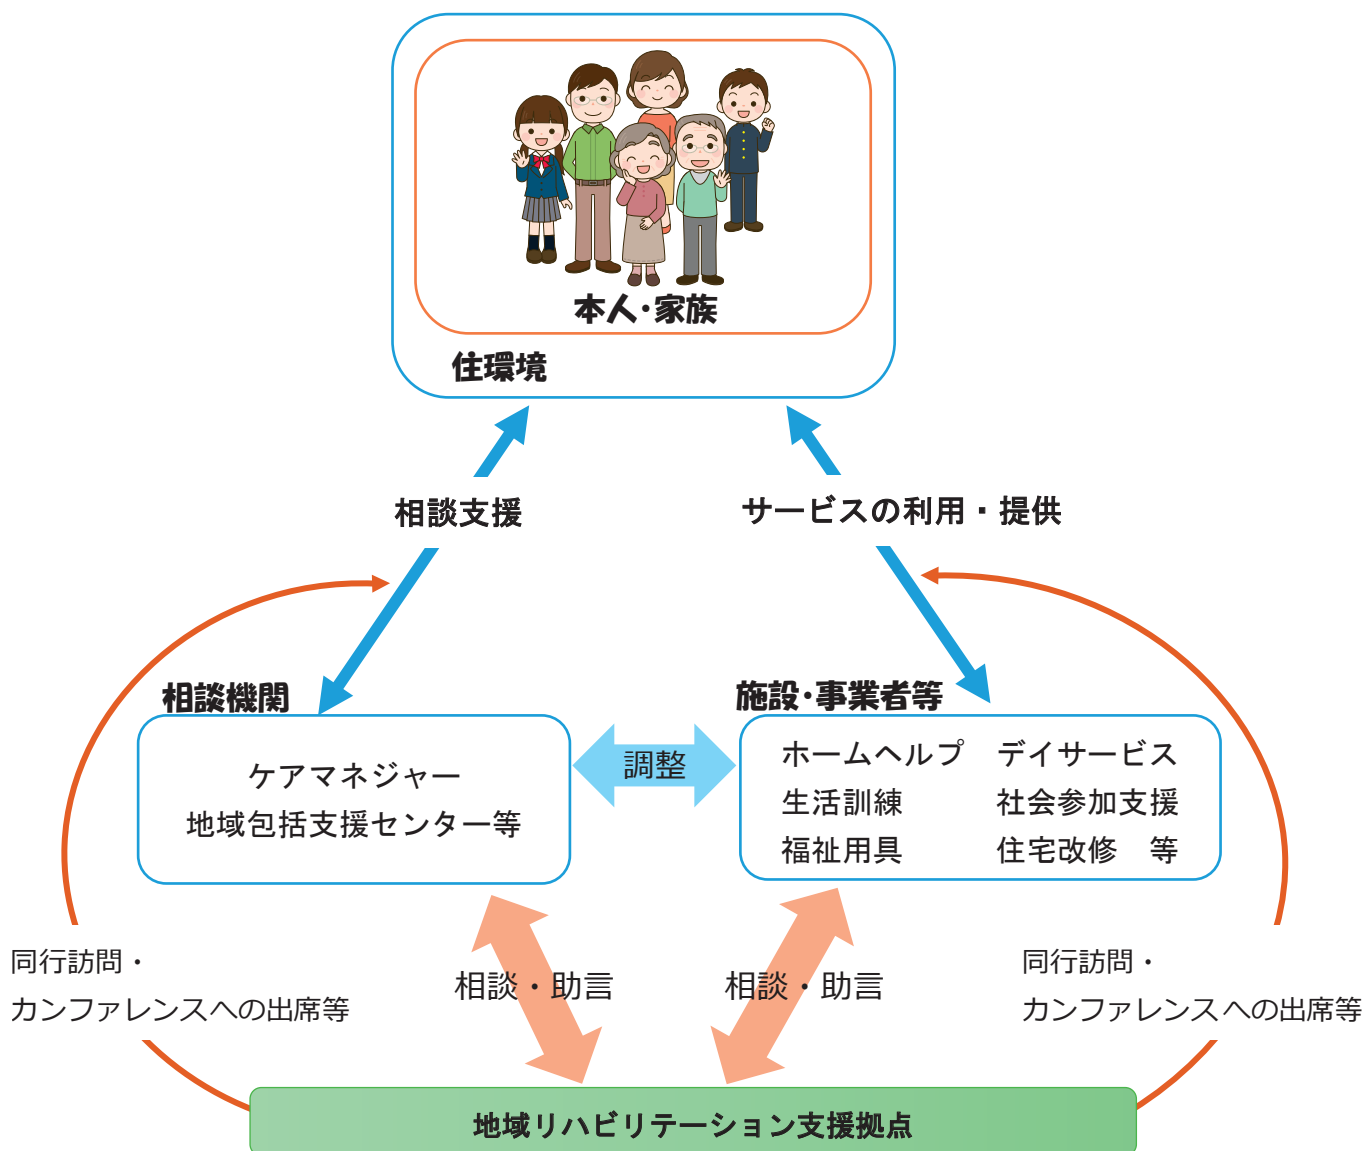 本人・家族
住環境
相談支援
サービスの利用・提供
相談機関
ケアマネジャー
地域包括支援センター等
調整
施設・事業者等
ホームヘルプ　デイサービス
生活訓練　社会参加支援
福祉用具　住宅改修　等
同行訪問・
カンファレンスへの出席等
相談・助言
相談・助言
同行訪問・
カンファレンスへの出席等
地域リハビリテーション支援拠点